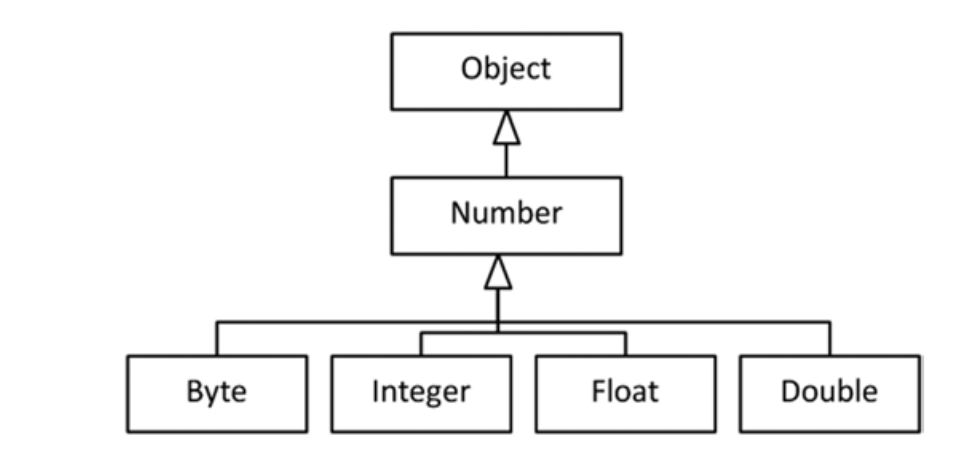 Object
Number
Byte
Integer
Float
Double